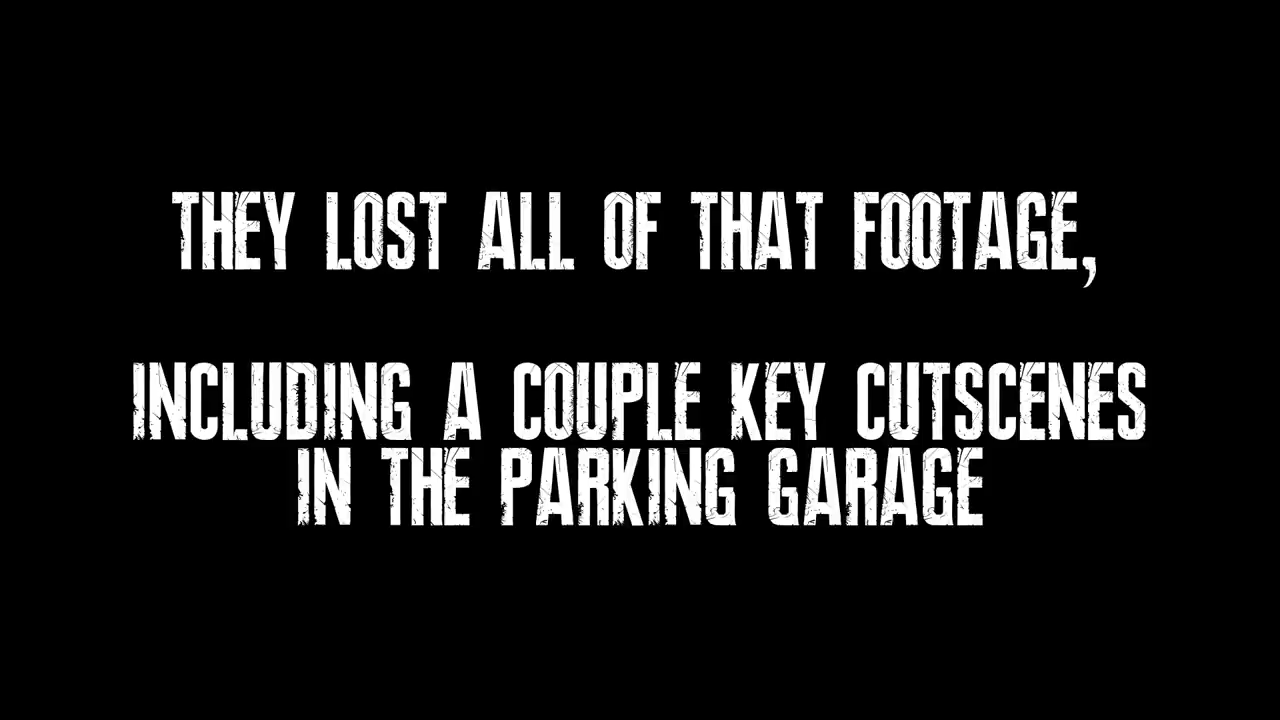 THEY LOST ALL OF THAT FOOTAGE,
INCLUDING A COUPLE KEY CUTSCENES
IN THE PARKING GARAGE